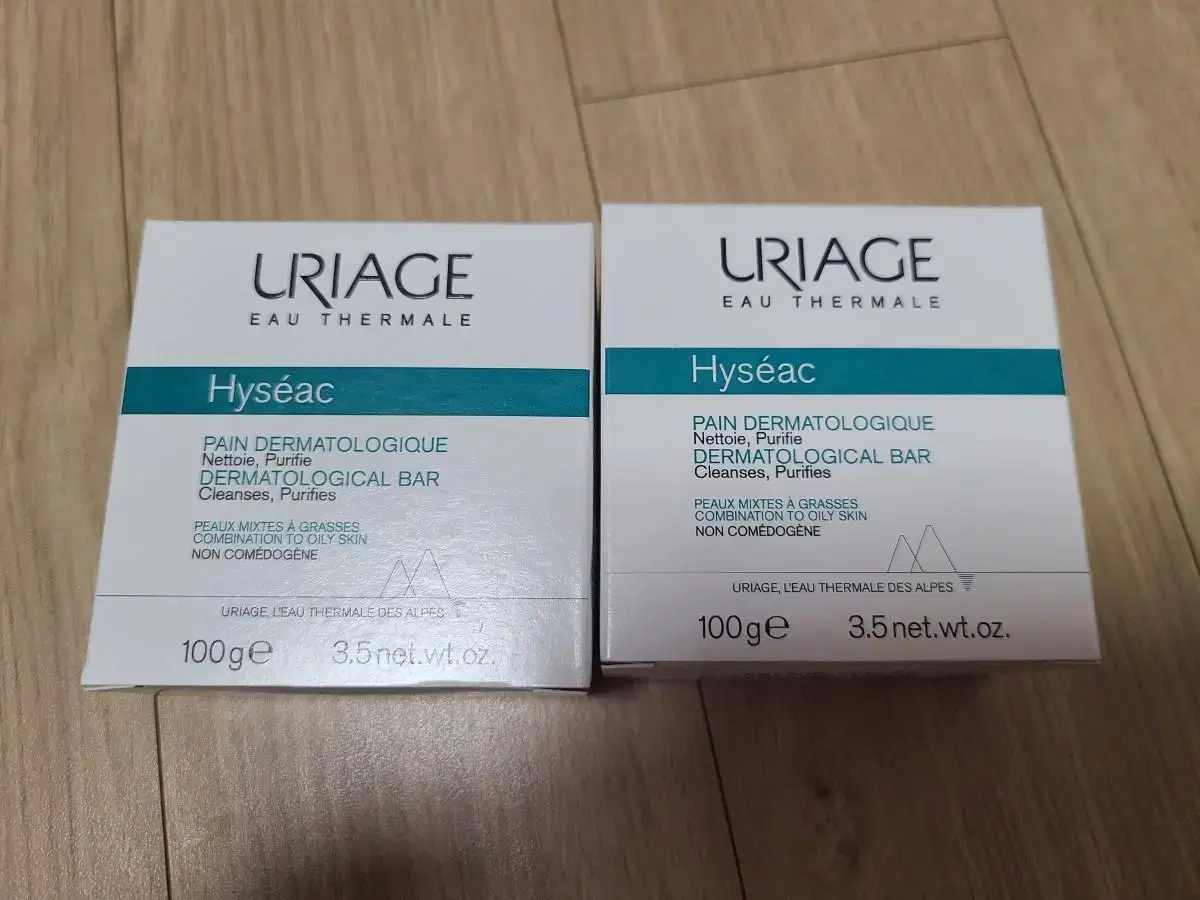 URIAGE
EAU THERMALE
Hyséac
PAIN DERMATOLOGIQUE
Nettoie, Purifie
DERMATOLOGICAL BAR
Cleanses, Purifies
PEAUX MIXTES À GRASSES
COMBINATION TO OILY SKIN
NON COMÉDOGÈNE
URIAGE, L'EAU THERMALE DES ALPES
100g℮ 3.5net.wt.oz.
URIAGE
EAU THERMALE
Hyséac
PAIN DERMATOLOGIQUE
Nettoie, Purifie
DERMATOLOGICAL BAR
Cleanses, Purifies
PEAUX MIXTES À GRASSES
COMBINATION TO OILY SKIN
NON COMÉDOGÈNE
URIAGE, L'EAU THERMALE DES ALPES
100g℮ 3.5net.wt.oz.